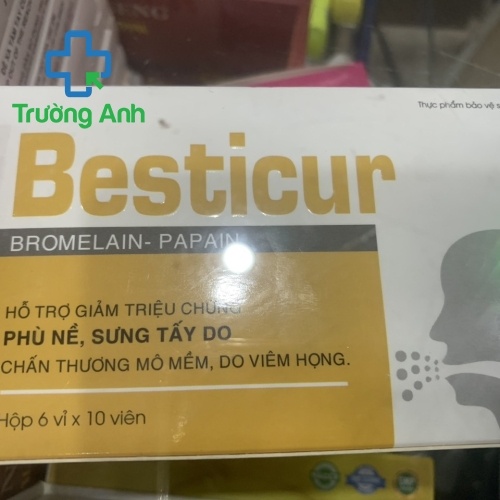 Trường Anh
Thực phẩm bảo vệ s
Besticur
BROMELAIN- PAPAIN
HỖ TRỢ GIẢM TRIỆU CHỨNG
PHÙ NỀ, SƯNG TẤY DO
CHẤN THƯƠNG MÔ MỀM, DO VIÊM HỌNG.
Hộp 6 vỉ x 10 viên